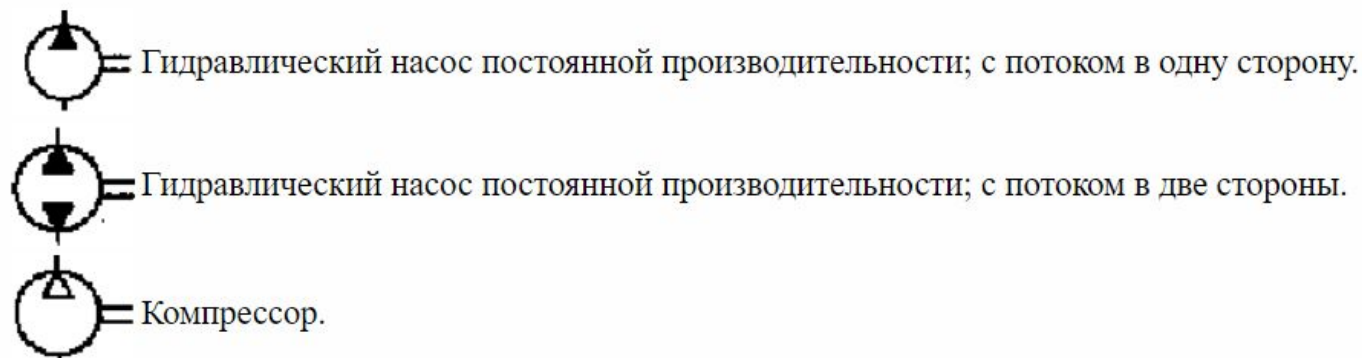 Гидравлический насос постоянной производительности; с потоком в одну сторону.
Гидравлический насос постоянной производительности; с потоком в две стороны.
Компрессор.